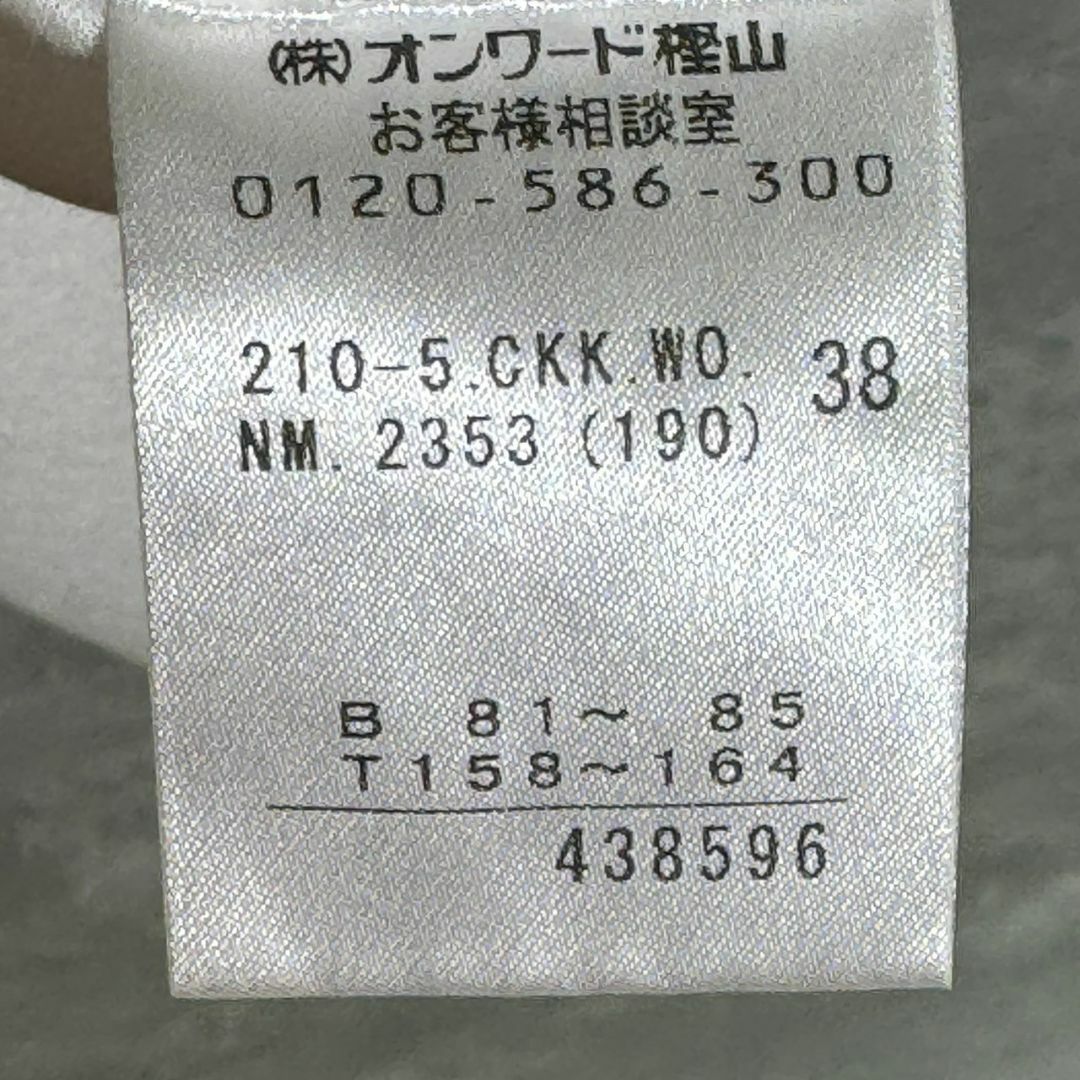 ㈱オンワード樫山
お客様相談室
0120-586-300
210-5.CKK.WO. 38
NM. 2353 (190)
B 81～ 85
T158～164
438596